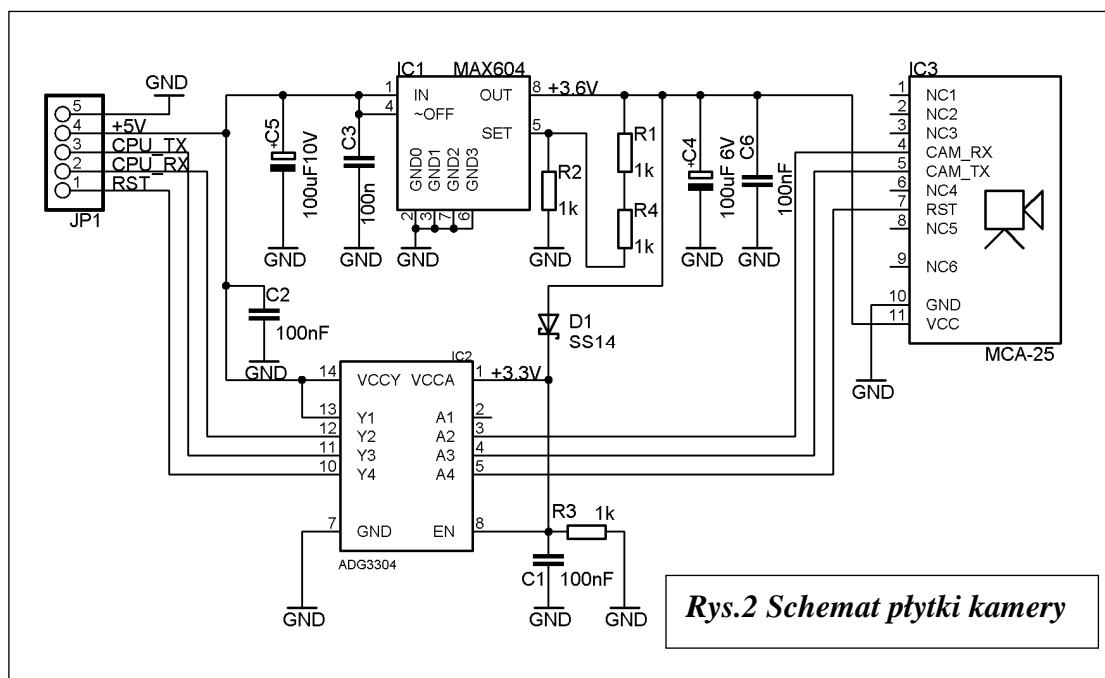 IC1 MAX604
1 IN
4 ~OFF
OUT 8 +3.6V
SET 5
GND0 2
GND1 3
GND2 7
GND3 6
GND
GND
5
4 +5V
3 CPU_TX
2 CPU_RX
1 RST
JP1
+C5
100uF10V
GND
C3
100n
GND
R2
1k
GND
R1
1k
R4
1k
+C4
100uF 6V
GND
C6
100nF
GND
IC3
1 NC1
2 NC2
3 NC3
4 CAM_RX
5 CAM_TX
6 NC4
7 RST
8 NC5
9 NC6
10 GND
11 VCC
MCA-25
GND
C2
100nF
GND
D1
SS14
IC2
14 VCCY VCCA 1 +3.3V
13 Y1 A1 2
12 Y2 A2 3
11 Y3 A3 4
10 Y4 A4 5
7 GND EN 8
ADG3304
GND
R3 1k
C1 100nF
GND
GND
Rys.2 Schemat płytki kamery